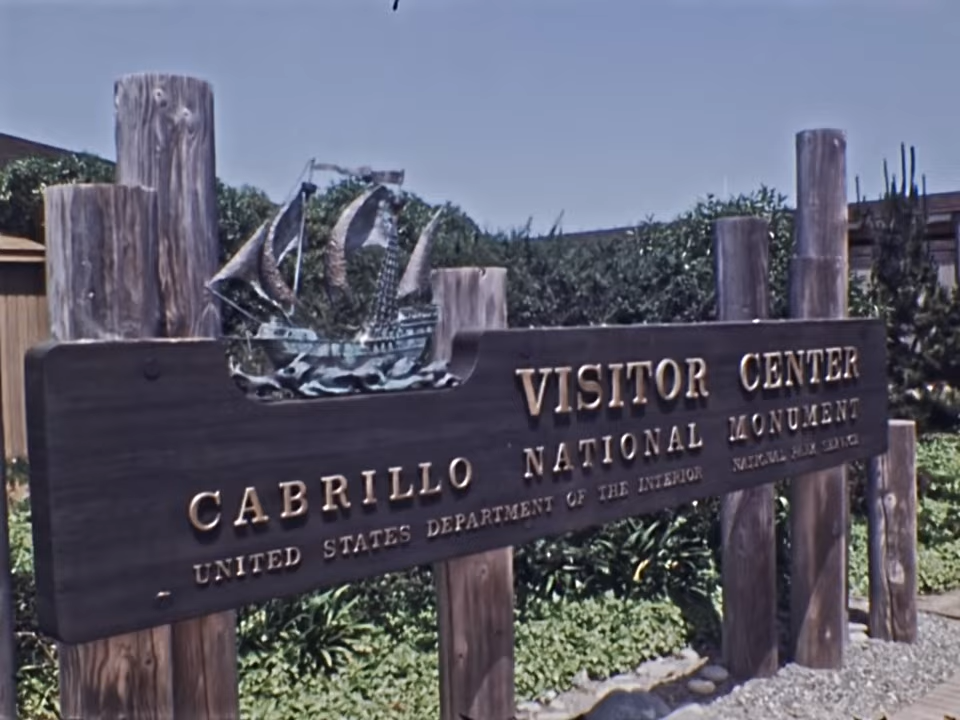 VISITOR CENTER
CABRILLO NATIONAL MONUMENT
UNITED STATES DEPARTMENT OF THE INTERIOR NATIONAL PARK SERVICE